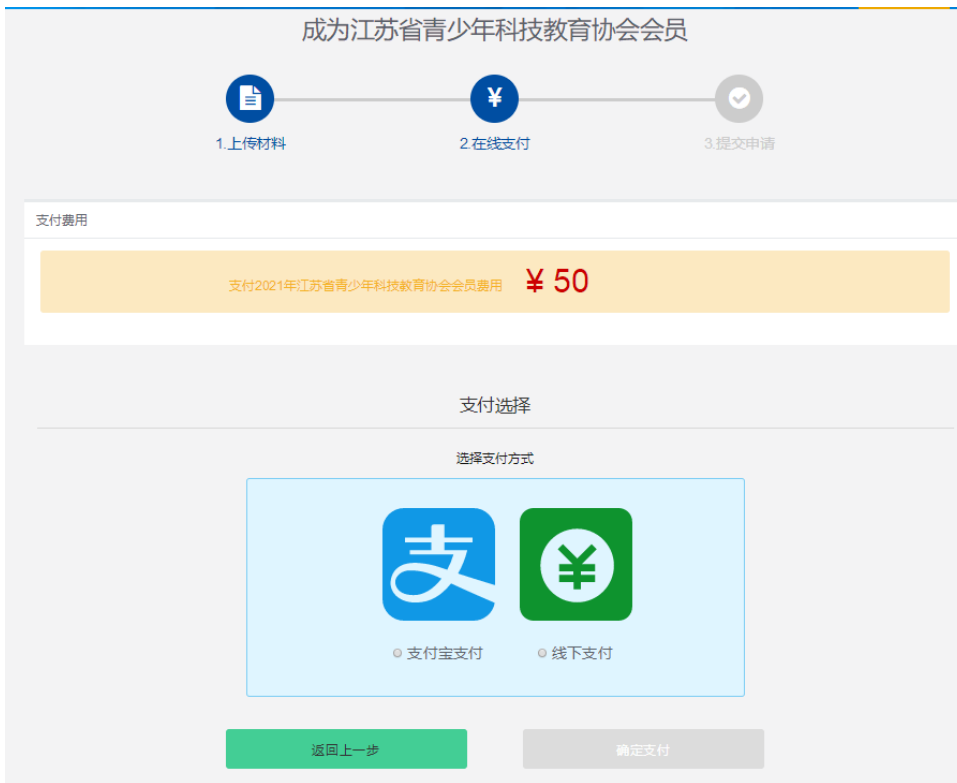 成为江苏省青少年科技教育协会会员
¥
1.上传材料 2.在线支付 3.提交申请
支付费用
支付2021年江苏省青少年科技教育协会会员费用 ¥ 50
支付选择
选择支付方式
支 ¥
支付宝支付 线下支付
返回上一步 确定支付